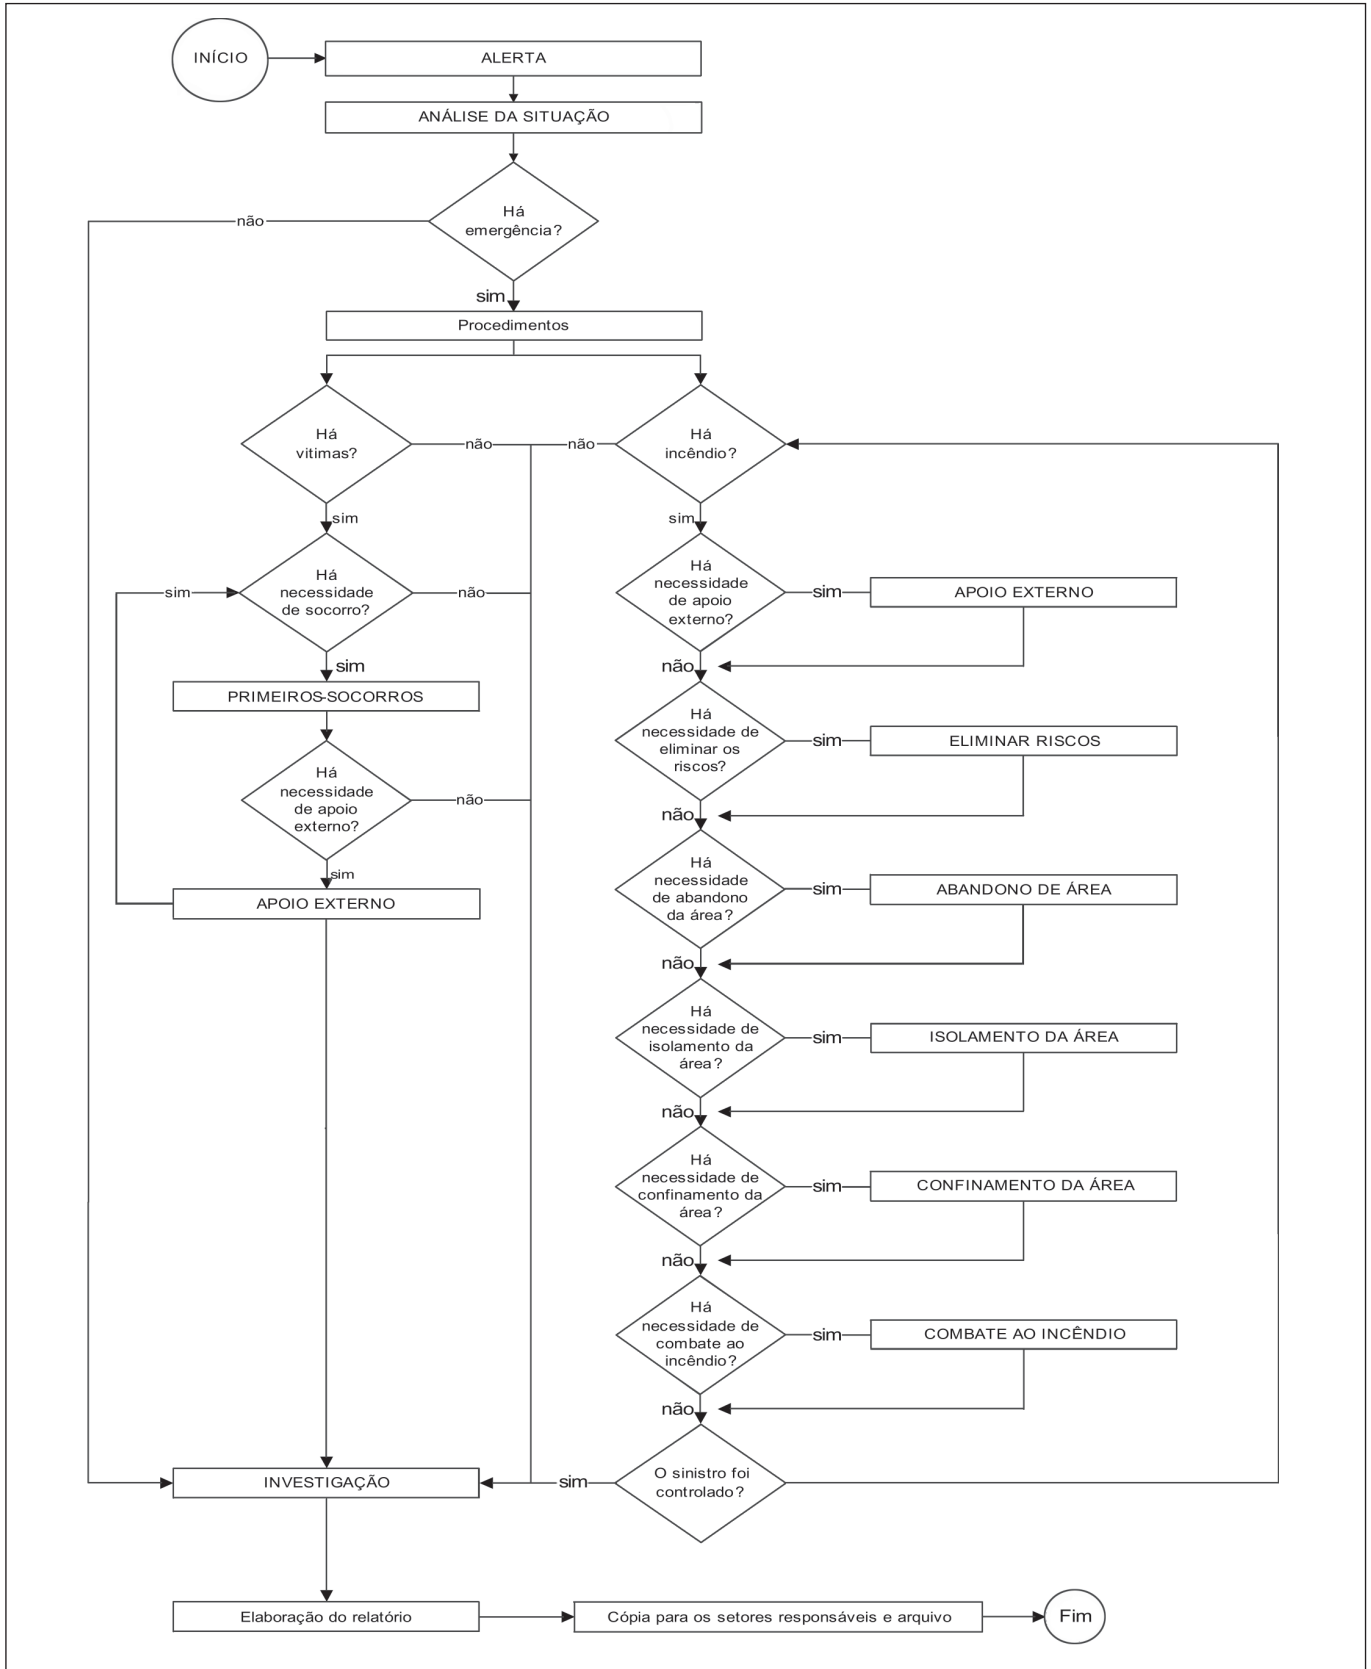 INÍCIO
ALERTA
ANÁLISE DA SITUAÇÃO
Há
emergência?
não
sim
Procedimentos
Há
vitimas?
não
não
Há
incêndio?
sim
sim
Há
necessidade
de socorro?
sim
não
Há
necessidade
de apoio
externo?
sim
APOIO EXTERNO
sim
não
PRIMEIROS-SOCORROS
Há
necessidade de
eliminar os
riscos?
sim
ELIMINAR RISCOS
Há
necessidade
de apoio
externo?
não
não
sim
Há
necessidade
de abandono
da área?
sim
ABANDONO DE ÁREA
APOIO EXTERNO
não
Há
necessidade de
isolamento da
área?
sim
ISOLAMENTO DA ÁREA
não
Há
necessidade de
confinamento da
área?
sim
CONFINAMENTO DA ÁREA
não
Há
necessidade de
combate ao
incêndio?
sim
COMBATE AO INCÊNDIO
não
INVESTIGAÇÃO
sim
O sinistro foi
controlado?
Elaboração do relatório
Cópia para os setores responsáveis e arquivo
Fim